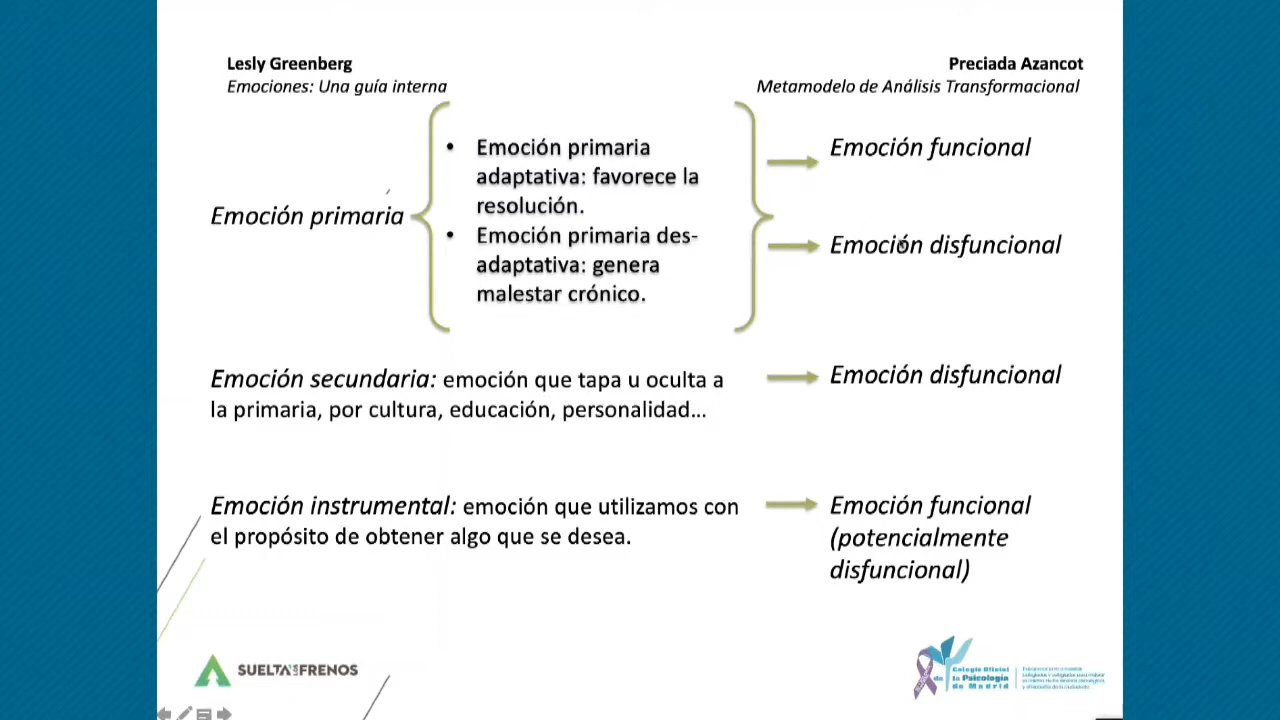 Lesly Greenberg
Emociones: Una guía interna
Preciada Azancot
Metamodelo de Análisis Transformacional
Emoción primaria
• Emoción primaria
adaptativa: favorece la
resolución.
• Emoción primaria des-
adaptativa: genera
malestar crónico.
Emoción funcional
Emoción disfuncional
Emoción secundaria: emoción que tapa u oculta a
la primaria, por cultura, educación, personalidad...
Emoción disfuncional
Emoción instrumental: emoción que utilizamos con
el propósito de obtener algo que se desea.
Emoción funcional
(potencialmente
disfuncional)
SUELTA LOS FRENOS
Colegio Oficial
de la Psicología
de Madrid